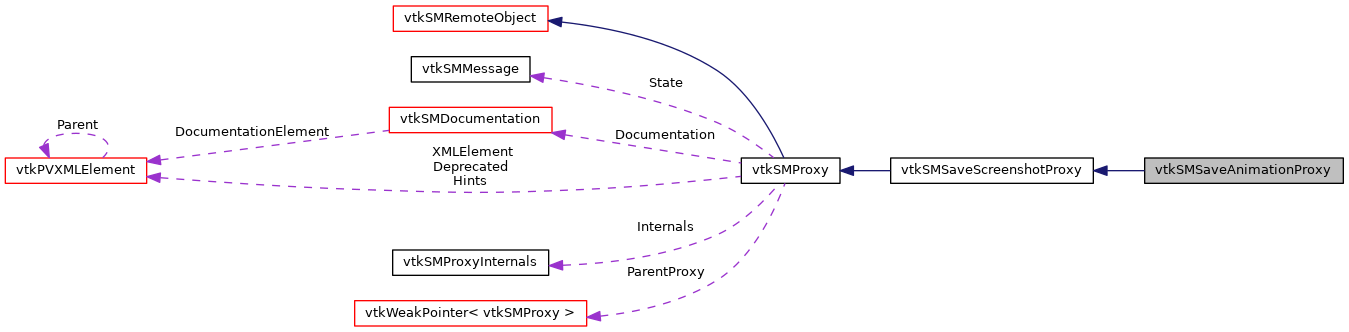 vtkSMRemoteObject
vtkSMMessage
State
vtkSMDocumentation
Documentation
DocumentationElement
Parent
vtkPVXMLElement
XMLElement
Deprecated
Hints
vtkSMProxy
vtkSMSaveScreenshotProxy
vtkSMSaveAnimationProxy
Internals
vtkSMProxyInternals
ParentProxy
vtkWeakPointer< vtkSMProxy >